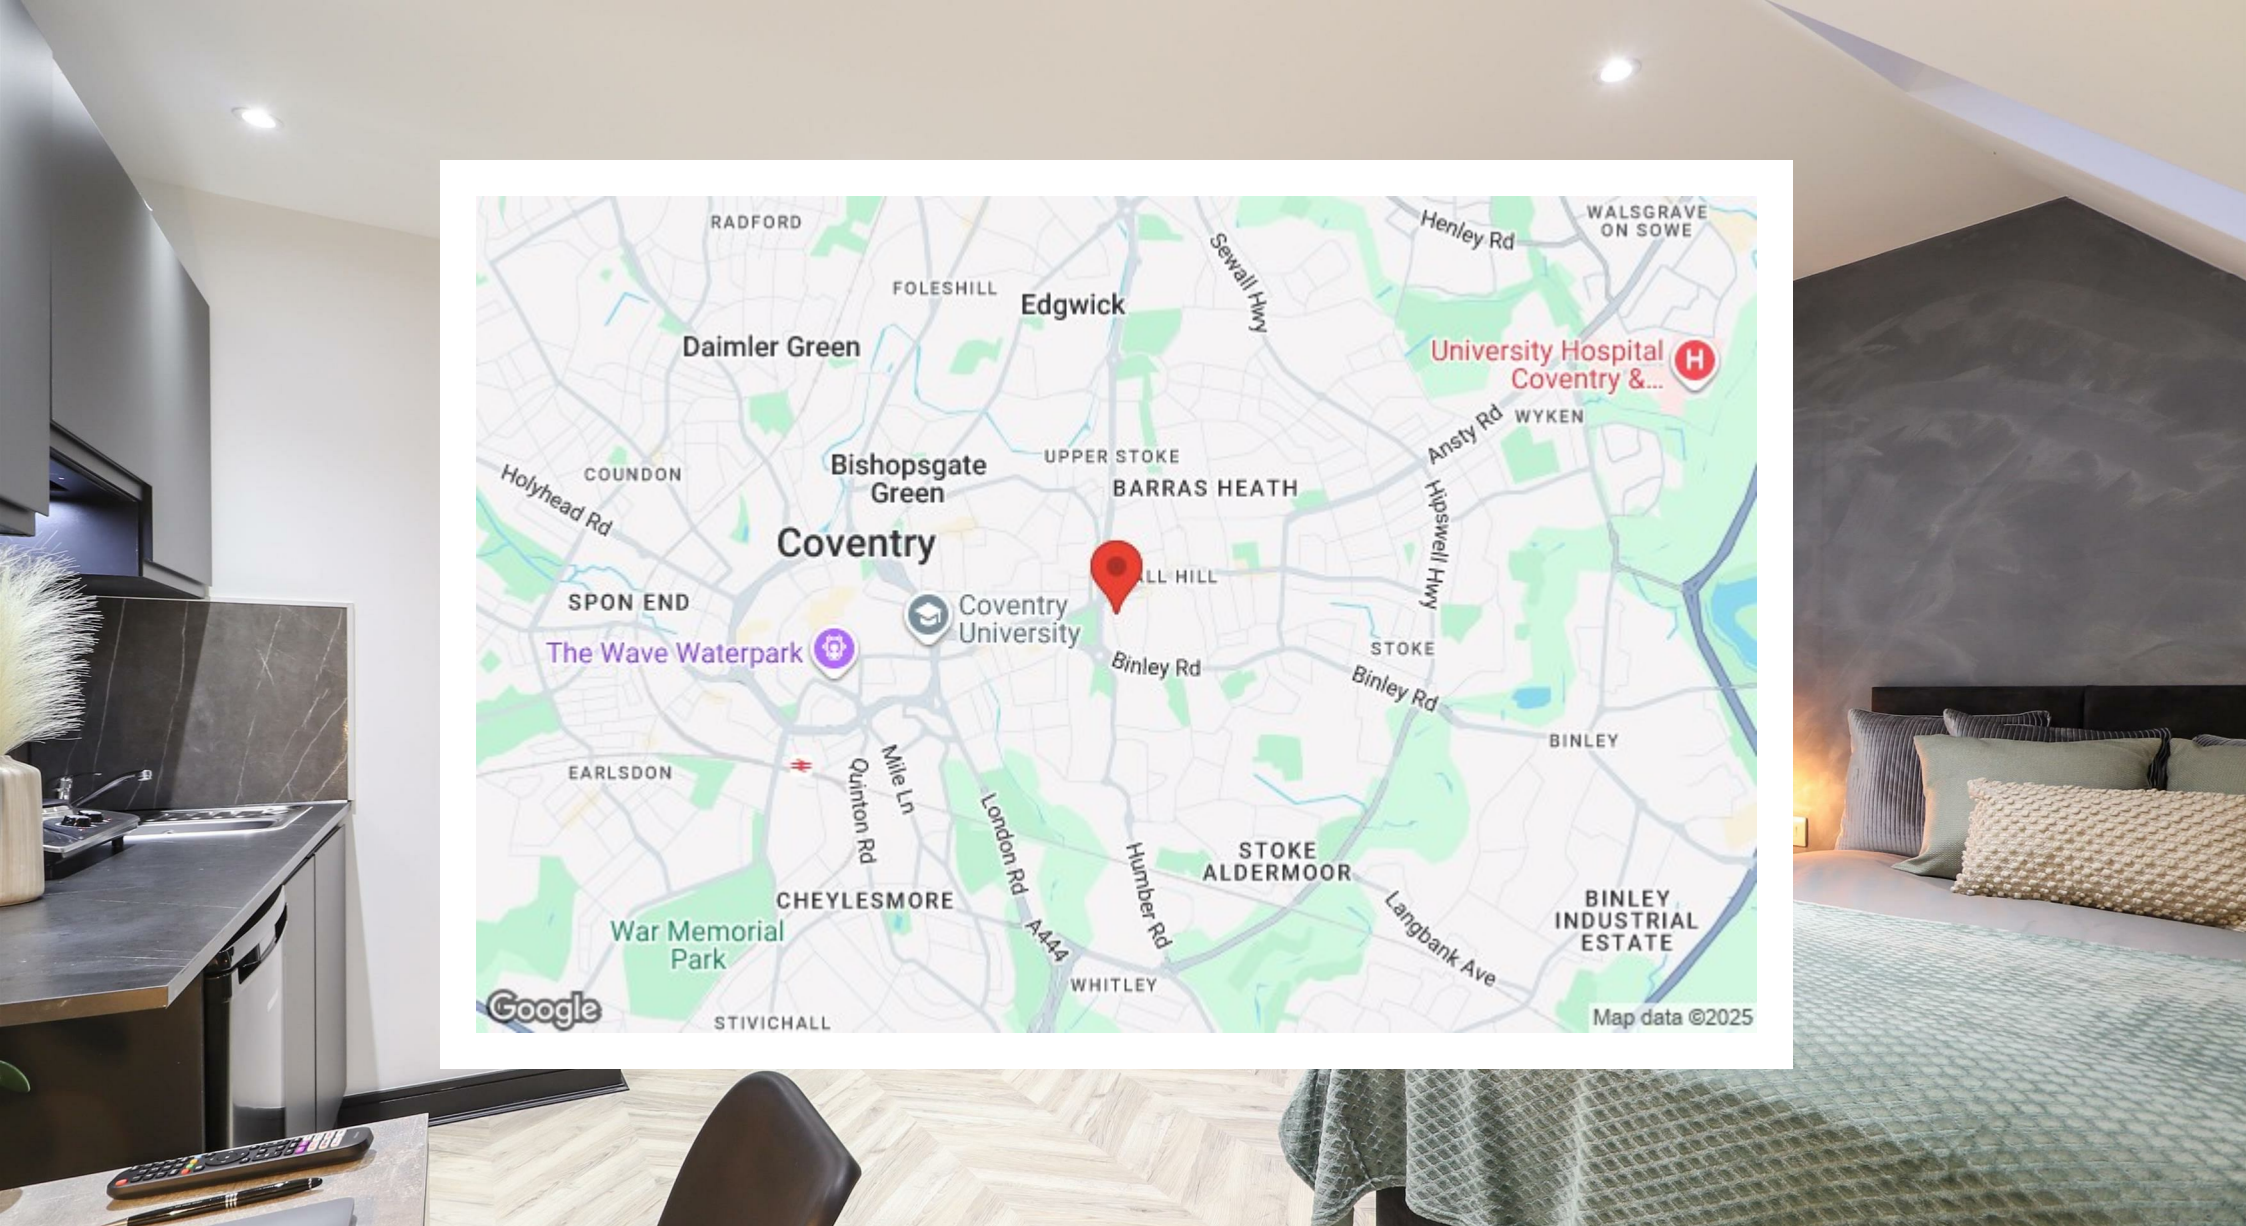 RADFORD
Henley Rd
WALSGRAVE
ON SOWE
Sewall Hwy
FOLESHILL
Edgwick
Daimler Green
University Hospital
Coventry &...
H
Ansty Rd
WYKEN
Holyhead Rd
COUNDON
Bishopsgate
Green
UPPER STOKE
BARRAS HEATH
Hipswell Hwy
Coventry
ALL HILL
SPON END
Coventry
University
The Wave Waterpark
Binley Rd
STOKE
Binley Rd
BINLEY
EARLSDON
Mile Ln
Quinton Rd
London Rd
Humber Rd
STOKE
ALDERMOOR
CHEYLESMORE
A444
Langbank Ave
BINLEY
INDUSTRIAL
ESTATE
War Memorial
Park
WHITLEY
Google
STIVICHALL
Map data ©2025